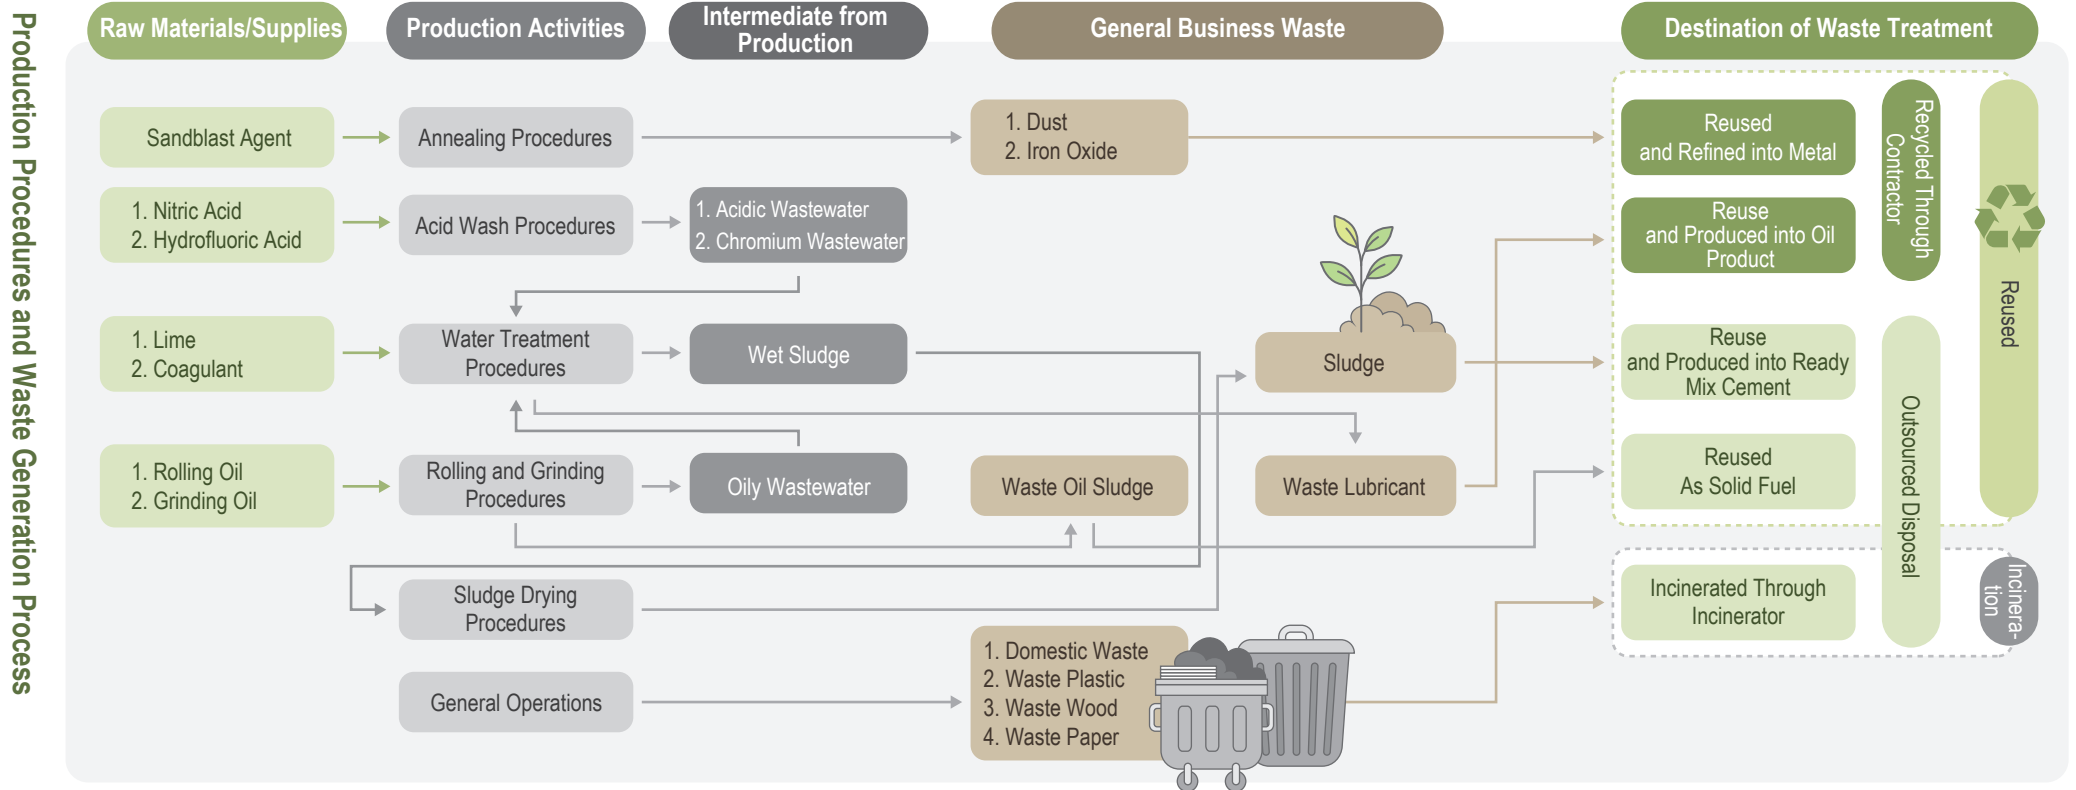 Production Procedures and Waste Generation Process
Raw Materials/Supplies
Production Activities
Intermediate from
Production
General Business Waste
Destination of Waste Treatment
Sandblast Agent
Annealing Procedures
1. Dust
2. Iron Oxide
Reused
and Refined into Metal
1. Nitric Acid
2. Hydrofluoric Acid
Acid Wash Procedures
1. Acidic Wastewater
2. Chromium Wastewater
Reuse
and Produced into Oil
Product
Recycled Through
Contractor
Reused
1. Lime
2. Coagulant
Water Treatment
Procedures
Wet Sludge
Sludge
Reuse
and Produced into Ready
Mix Cement
1. Rolling Oil
2. Grinding Oil
Rolling and Grinding
Procedures
Oily Wastewater
Waste Oil Sludge
Waste Lubricant
Reused
As Solid Fuel
Outsourced Disposal
Sludge Drying
Procedures
Incinerated Through
Incinerator
Incinera-
tion
General Operations
1. Domestic Waste
2. Waste Plastic
3. Waste Wood
4. Waste Paper